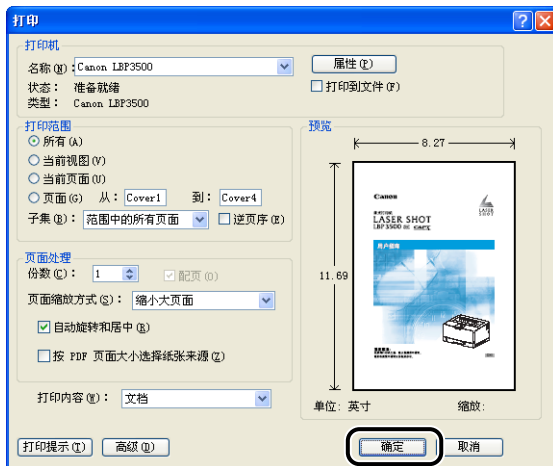 打印
打印机
名称(N): Canon LBP3500
属性(P)
状态: 准备就绪
打印到文件(F)
类型: Canon LBP3500
打印范围
所有(A)
当前视图(V)
当前页面(U)
页面(G) 从: Cover1 到: Cover4
子集(B): 范围中的所有页面 逆页序(E)
页面处理
份数(C): 1 配页(O)
页面缩放方式(S): 缩小大页面
自动旋转和居中(R)
按 PDF 页面大小选择纸张来源(Z)
打印内容(W): 文档
预览
8.27
11.69
Canon
LASER SHOT
LBP3500
用户指南
单位: 英寸 缩放:
打印提示(T) 高级(D) 确定 取消